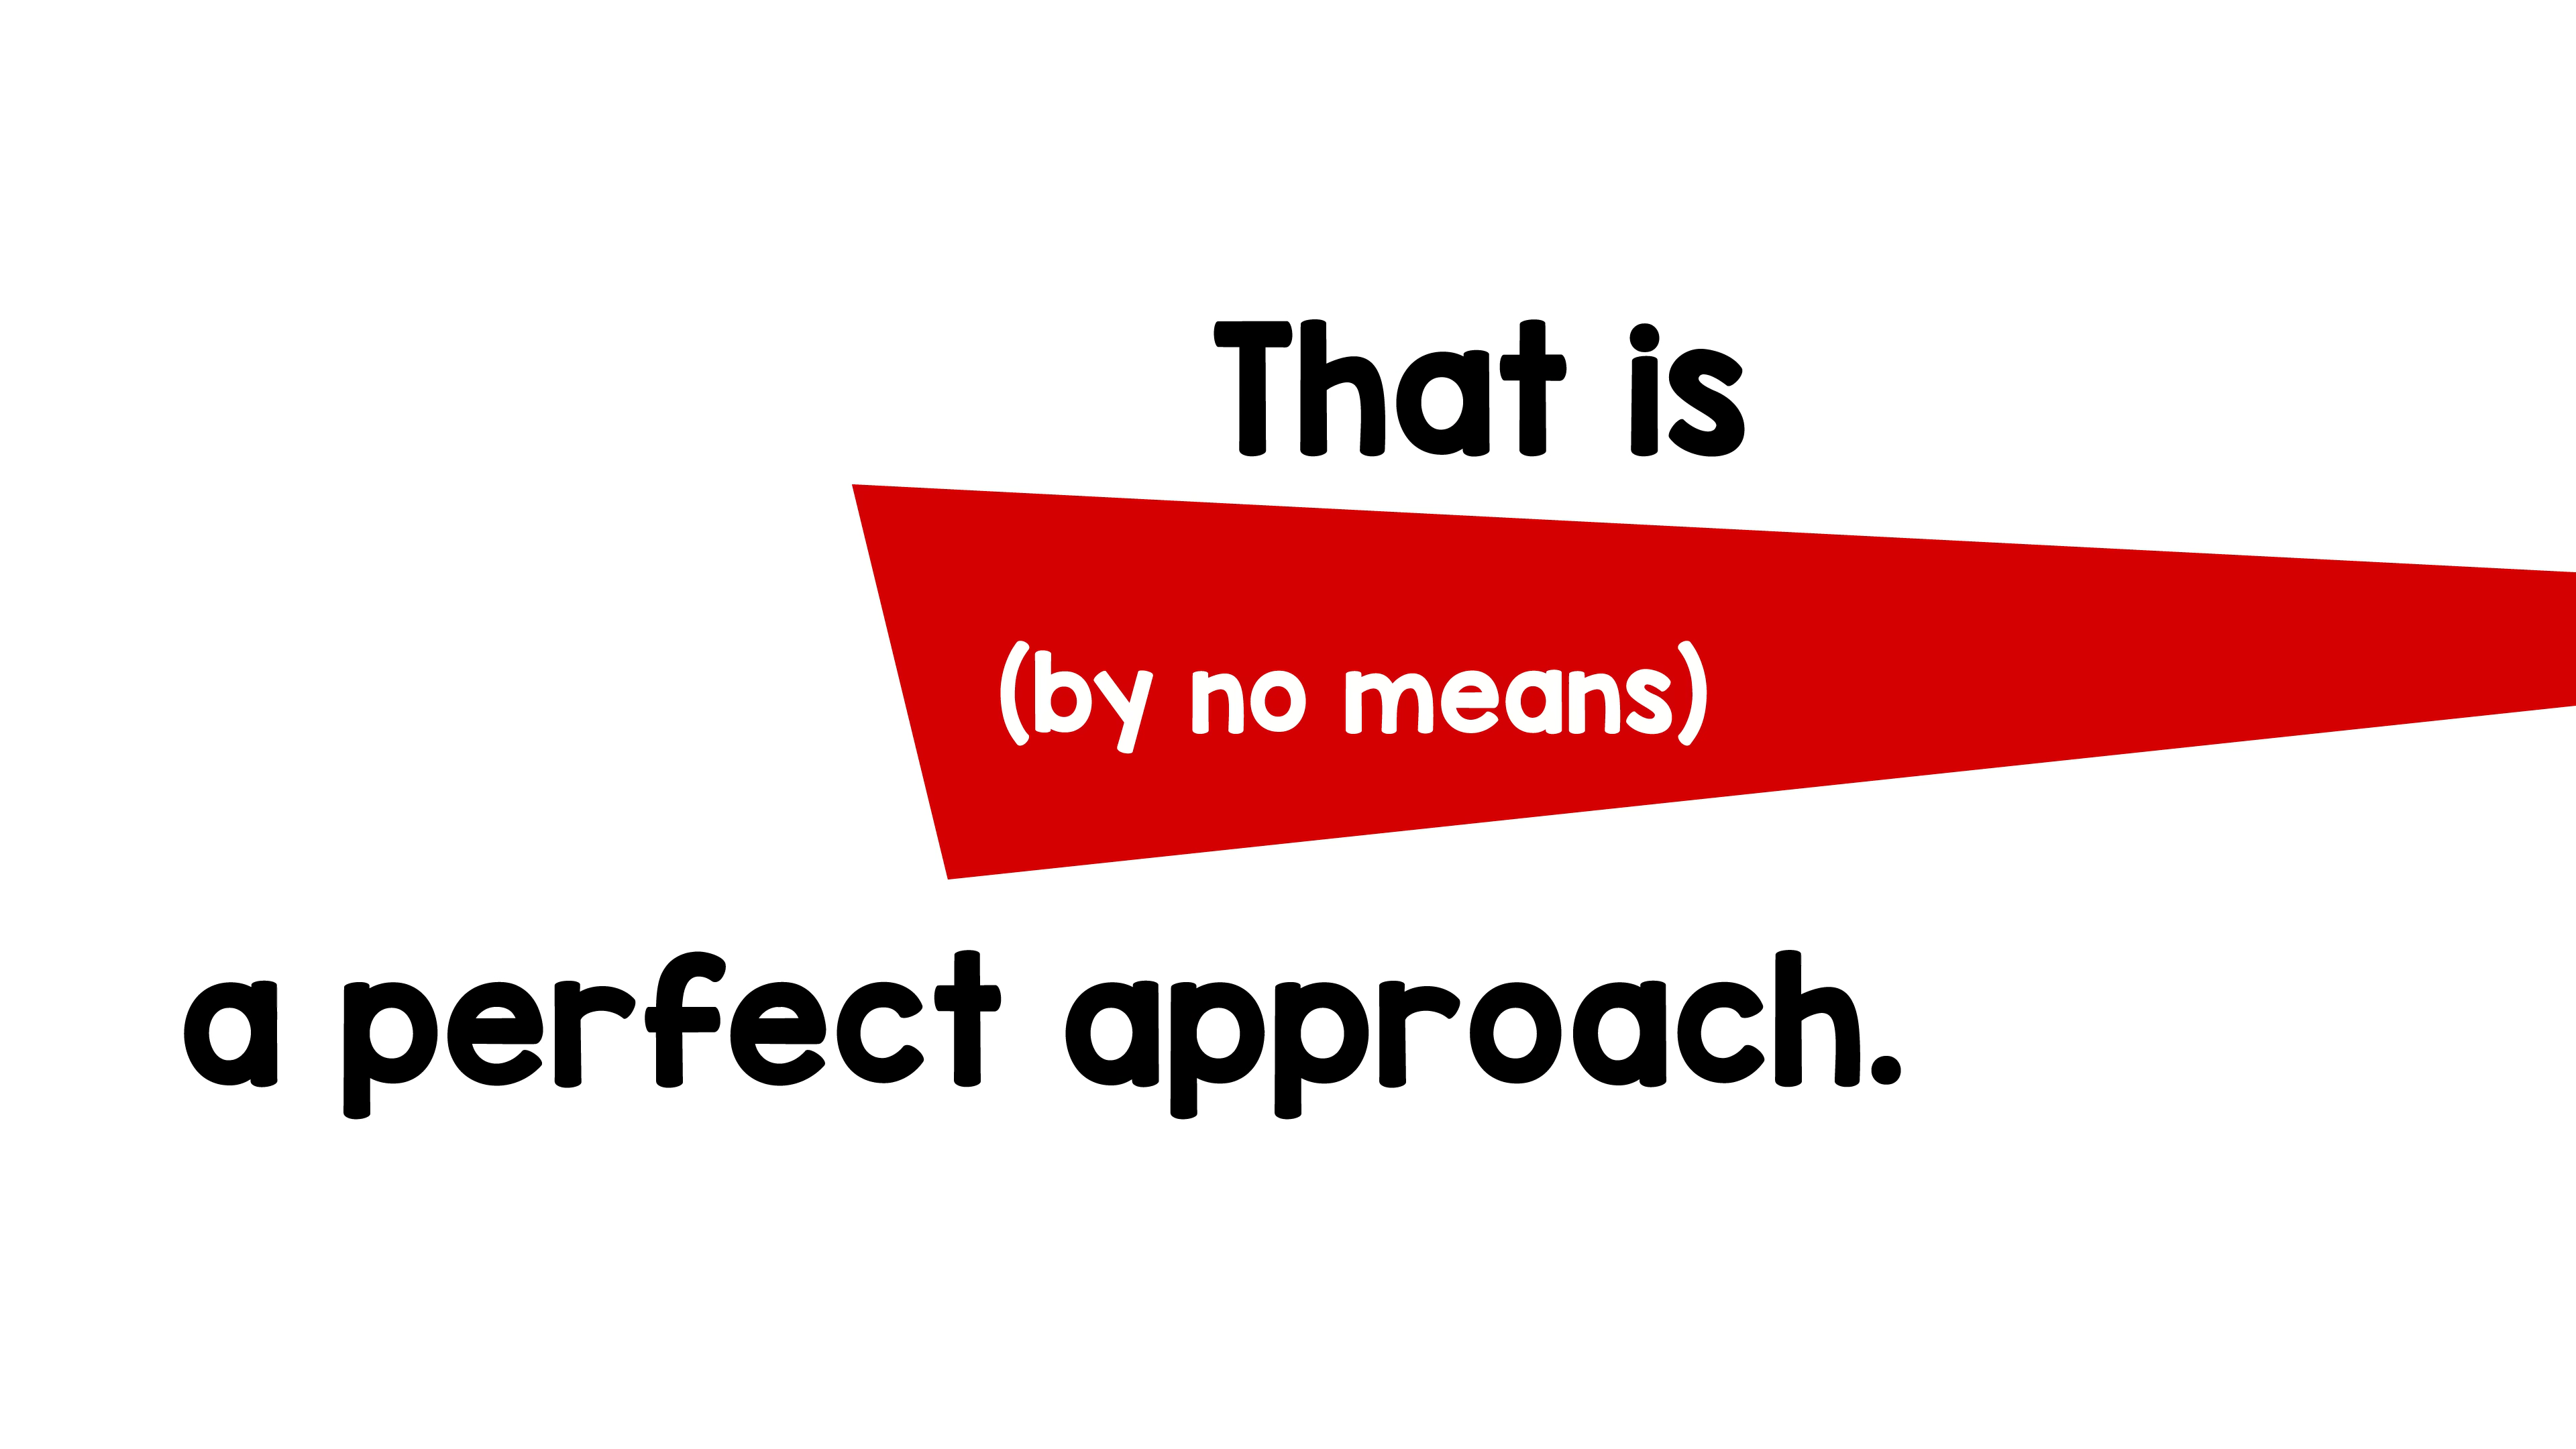 That is
(by no means)
a perfect approach.